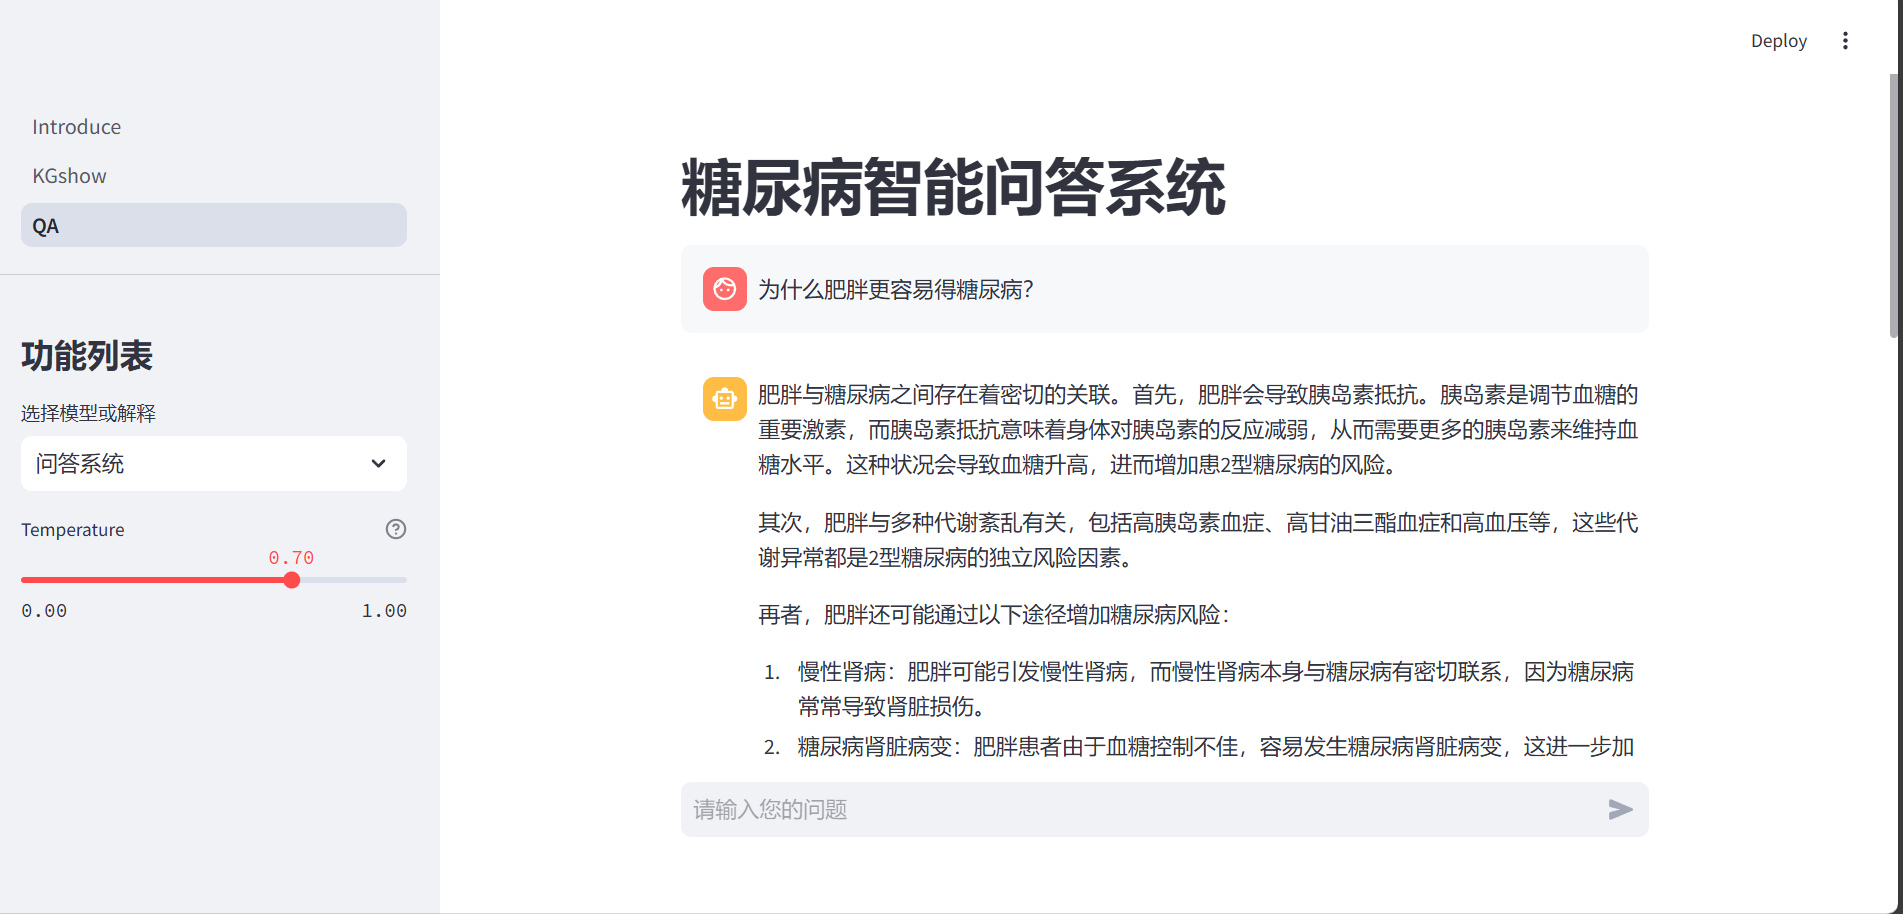 Deploy
Introduce
KGshow
QA
功能列表
选择模型或解释
问答系统
Temperature
0.70
0.00
1.00
糖尿病智能问答系统
为什么肥胖更容易得糖尿病？
肥胖与糖尿病之间存在着密切的关联。首先，肥胖会导致胰岛素抵抗。胰岛素是调节血糖的
重要激素，而胰岛素抵抗意味着身体对胰岛素的反应减弱，从而需要更多的胰岛素来维持血
糖水平。这种状况会导致血糖升高，进而增加患2型糖尿病的风险。
其次，肥胖与多种代谢紊乱有关，包括高胰岛素血症、高甘油三酯血症和高血压等，这些代
谢异常都是2型糖尿病的独立风险因素。
再者，肥胖还可能通过以下途径增加糖尿病风险：
1. 慢性肾病：肥胖可能引发慢性肾病，而慢性肾病本身与糖尿病有密切联系，因为糖尿病
常常导致肾脏损伤。
2. 糖尿病肾脏病变：肥胖患者由于血糖控制不佳，容易发生糖尿病肾脏病变，这进一步加
请输入您的问题